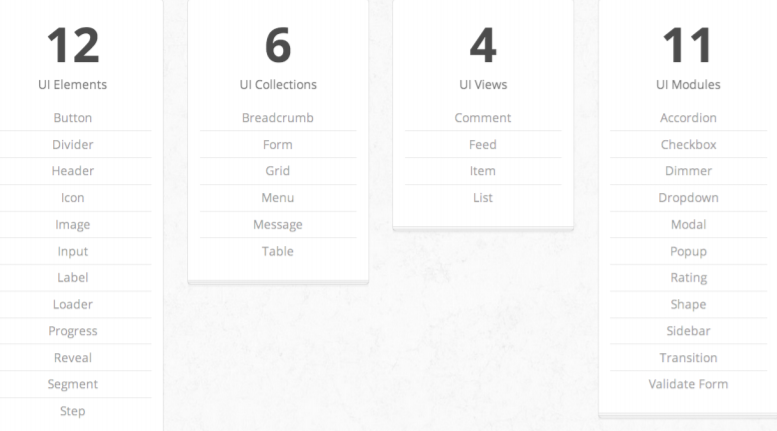 12
UI Elements
Button
Divider
Header
Icon
Image
Input
Label
Loader
Progress
Reveal
Segment
Step
6
UI Collections
Breadcrumb
Form
Grid
Menu
Message
Table
4
UI Views
Comment
Feed
Item
List
11
UI Modules
Accordion
Checkbox
Dimmer
Dropdown
Modal
Popup
Rating
Shape
Sidebar
Transition
Validate Form